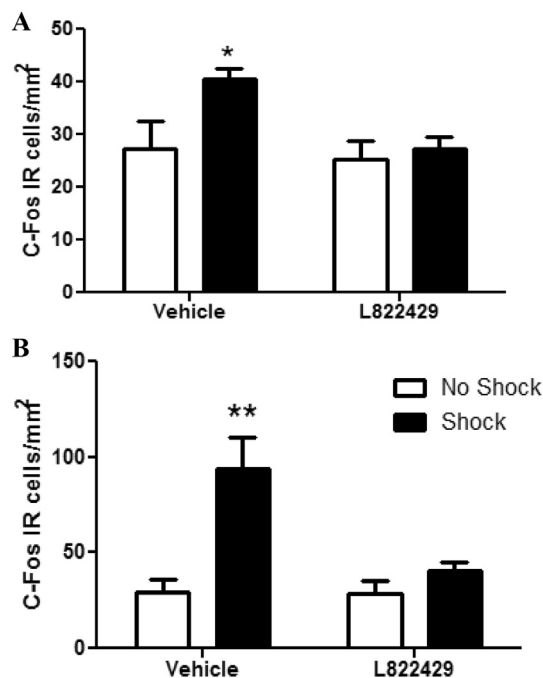 A
C-Fos IR cells/mm²
50
40
30
20
10
0
*
Vehicle
L822429
B
C-Fos IR cells/mm²
150
100
50
0
**
No Shock
Shock
Vehicle
L822429